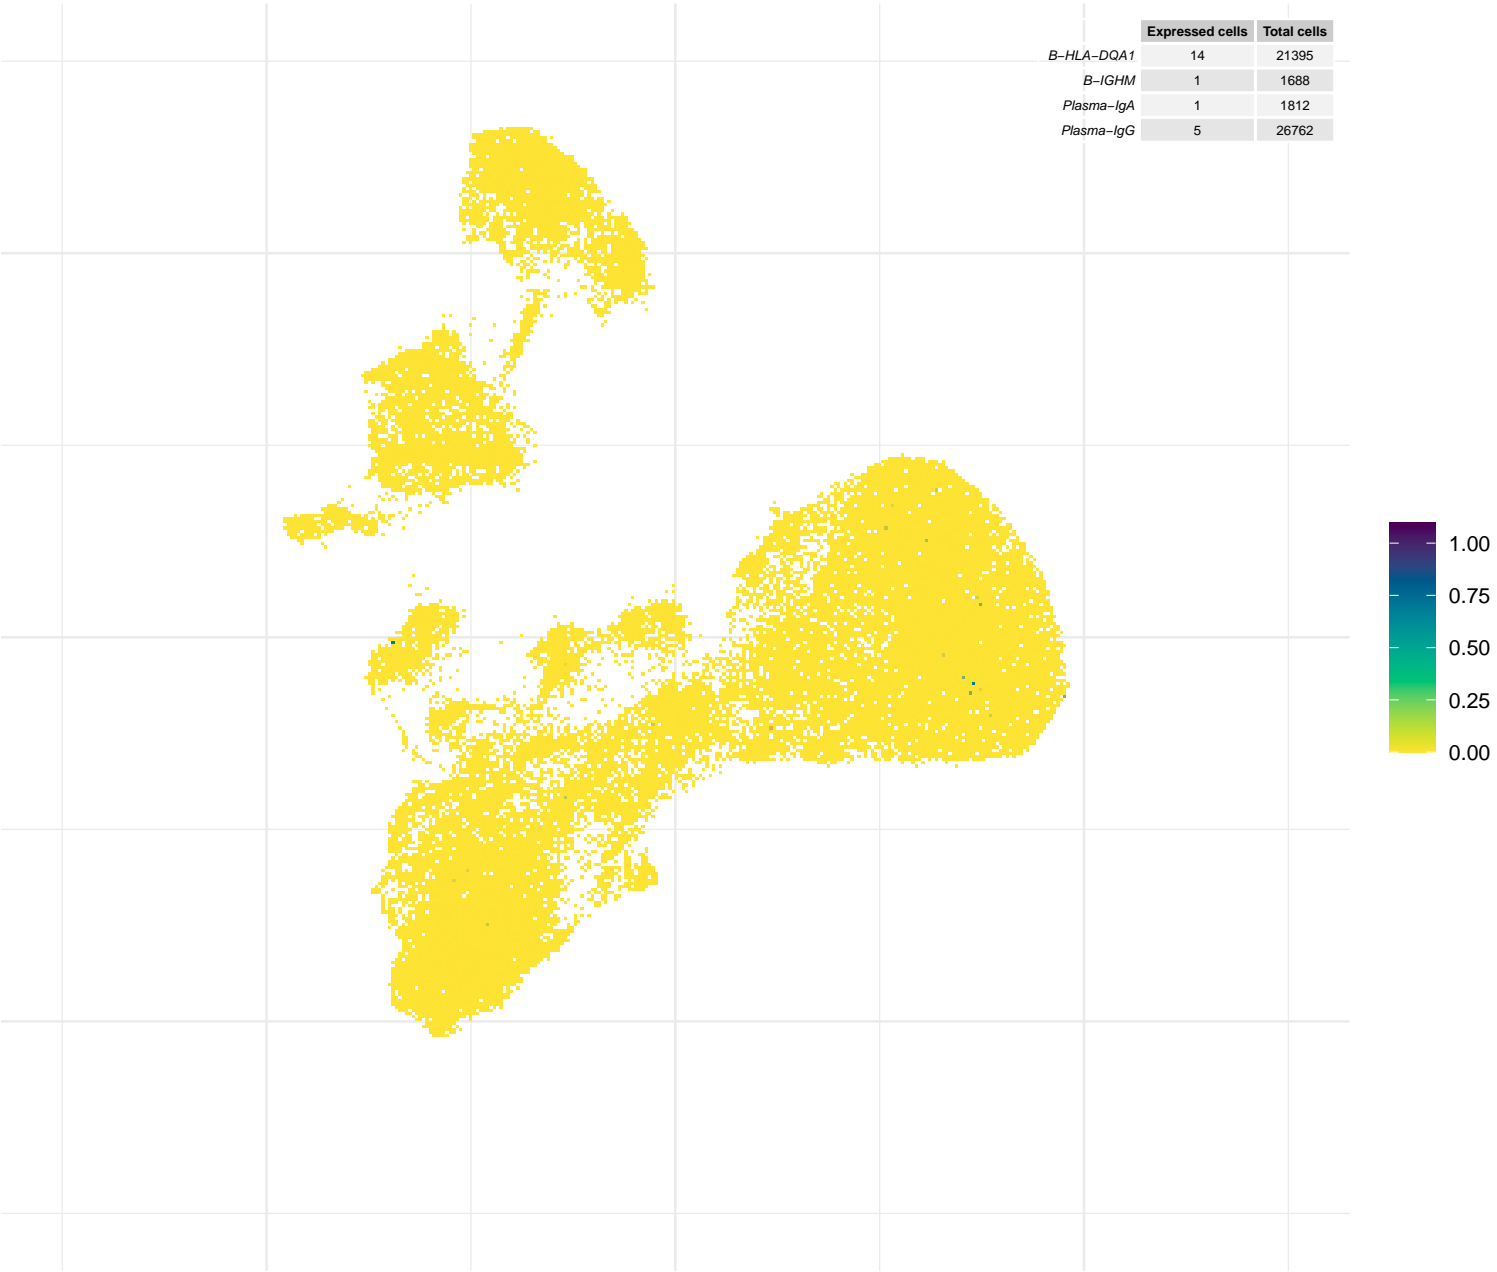 Expressed cells Total cells
B−HLA−DQA1 14 21395
B−IGHM 1 1688
Plasma−IgA 1 1812
Plasma−IgG 5 26762
1.00
0.75
0.50
0.25
0.00